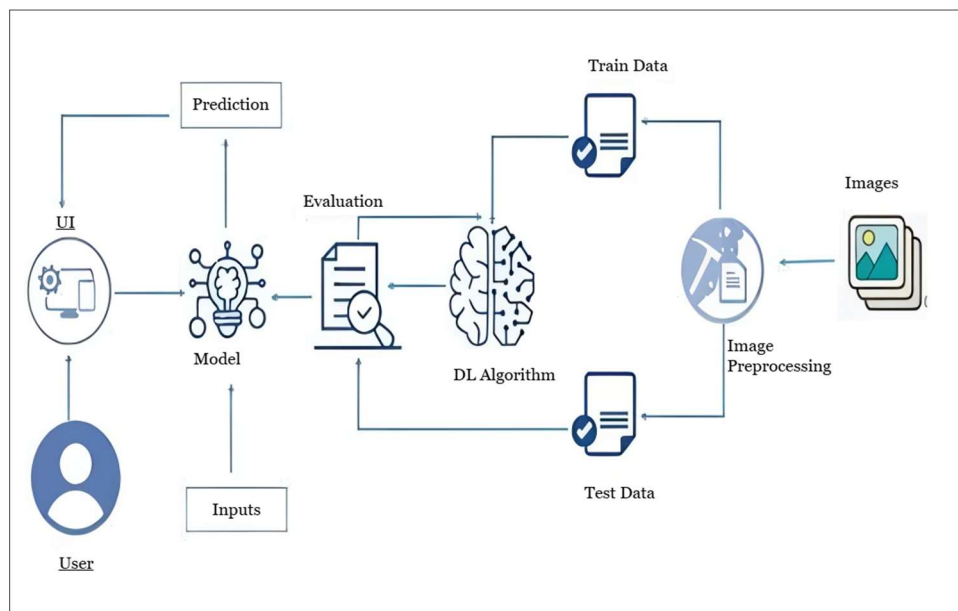 Train Data
Prediction
Images
Evaluation
UI
Model
DL Algorithm
Image
Preprocessing
Inputs
Test Data
User